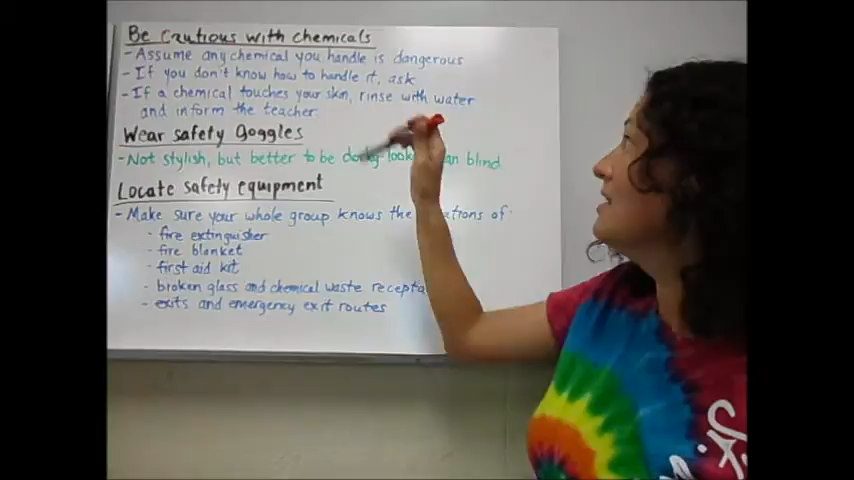 Be Cautious with chemicals
- Assume any chemical you handle is dangerous
- If you don't know how to handle it, ask
- If a chemical touches your skin, rinse with water
and inform the teacher.
Wear safety goggles
- Not stylish, but better to be dorky look an blind
Locate safety equipment
- Make sure your whole group knows the ations of:
- fire extinguisher
- fire blanket
- first aid kit
- broken glass and chemical waste recepta
- exits and emergency exit routes